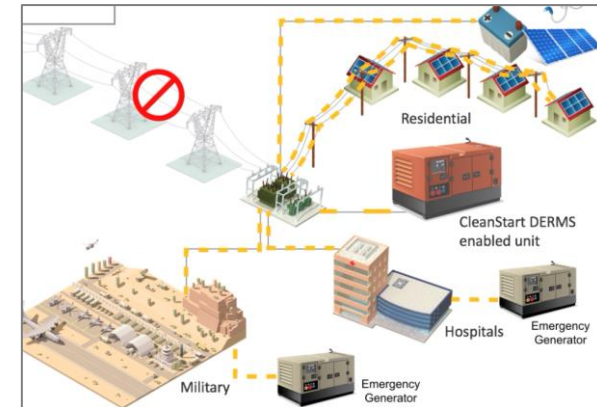 Residential
CleanStart DERMS
enabled unit
Hospitals
Emergency
Generator
Military
Emergency
Generator